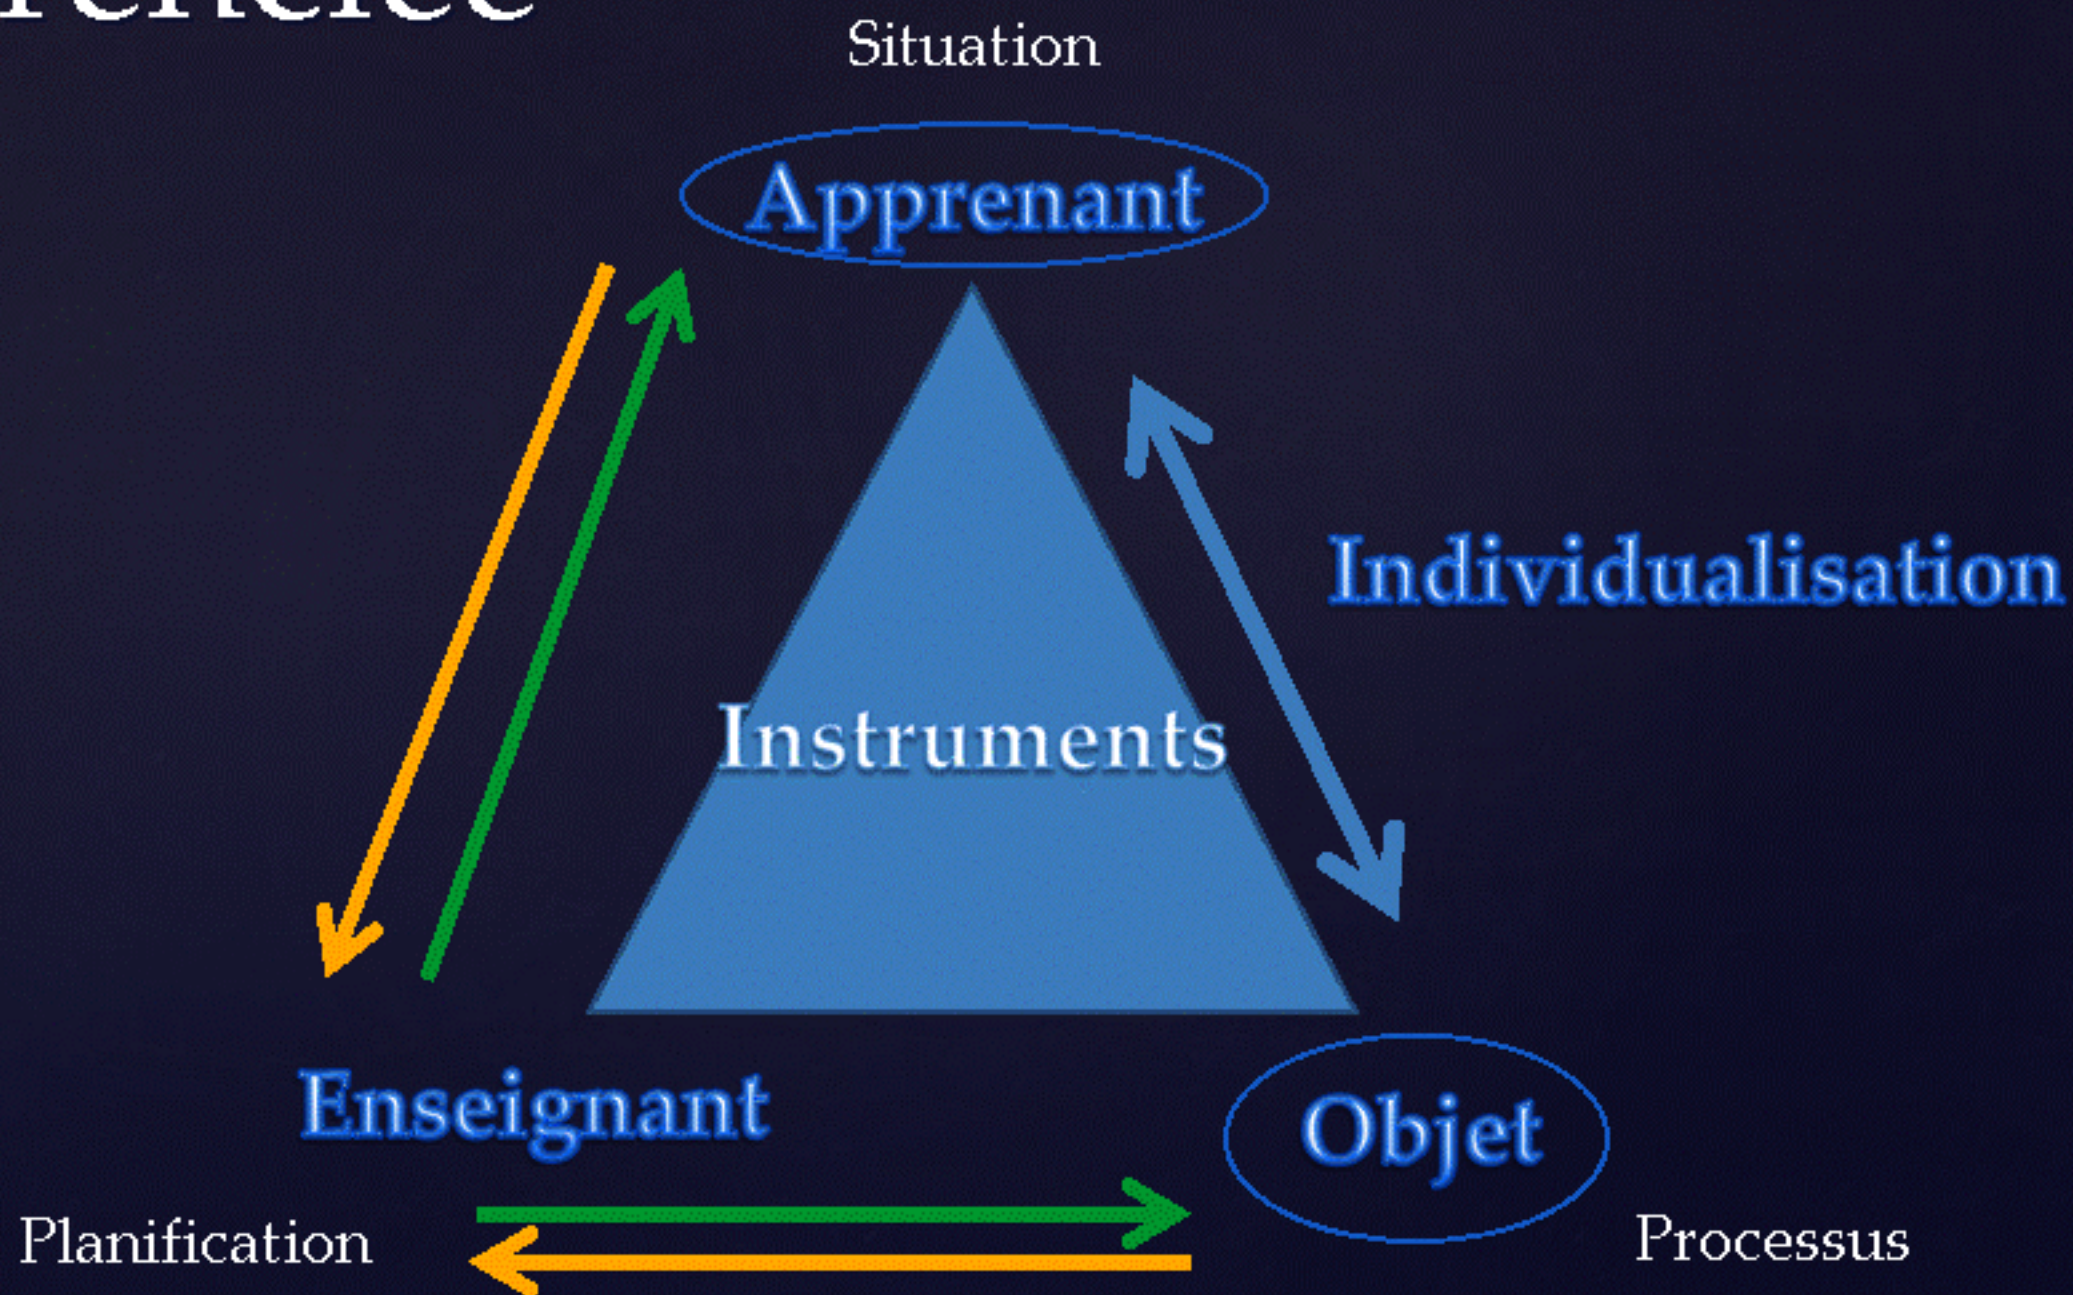 Situation
Apprenant
Individualisation
Instruments
Enseignant
Objet
Planification
Processus